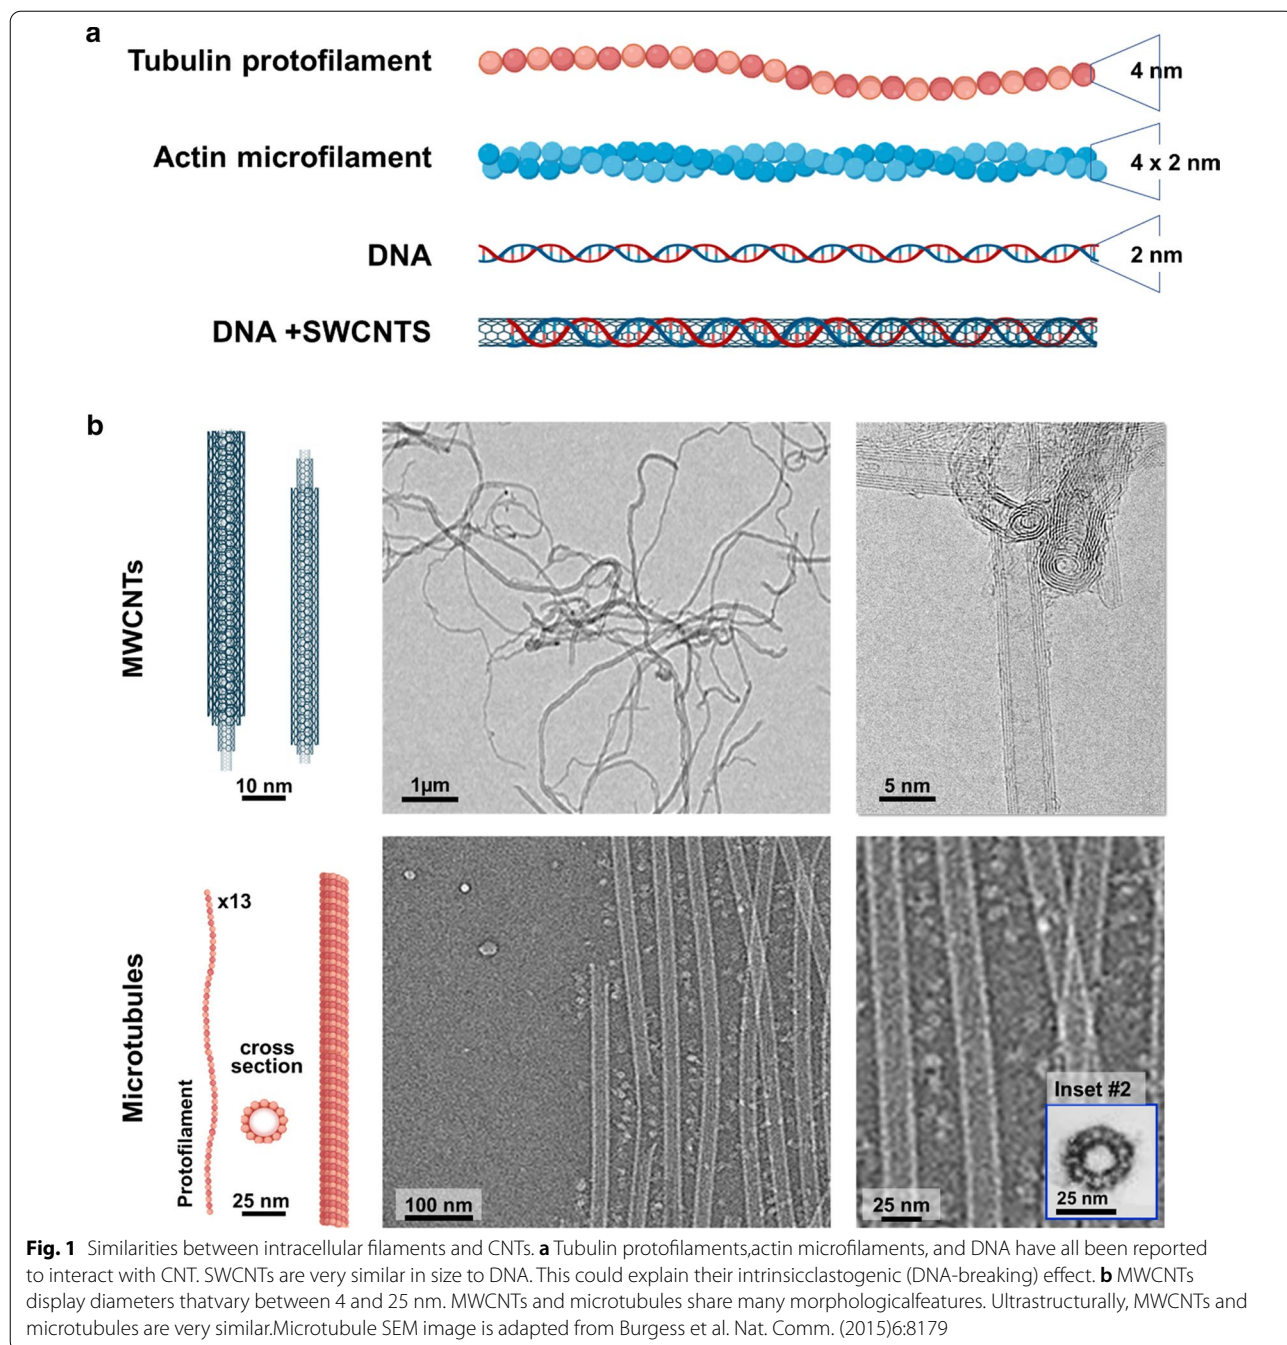 a
Tubulin protofilament
4 nm
Actin microfilament
4 x 2 nm
DNA
2 nm
DNA +SWCNTS
b
MWCNTs
10 nm
1µm
5 nm
Microtubules
x13
Protofilament
cross
section
25 nm
100 nm
25 nm
Inset #2
25 nm
Fig. 1 Similarities between intracellular filaments and CNTs. a Tubulin protofilaments,actin microfilaments, and DNA have all been reported
to interact with CNT. SWCNTs are very similar in size to DNA. This could explain their intrinsicclastogenic (DNA-breaking) effect. b MWCNTs
display diameters thatvary between 4 and 25 nm. MWCNTs and microtubules share many morphologicalfeatures. Ultrastructurally, MWCNTs and
microtubules are very similar.Microtubule SEM image is adapted from Burgess et al. Nat. Comm. (2015)6:8179